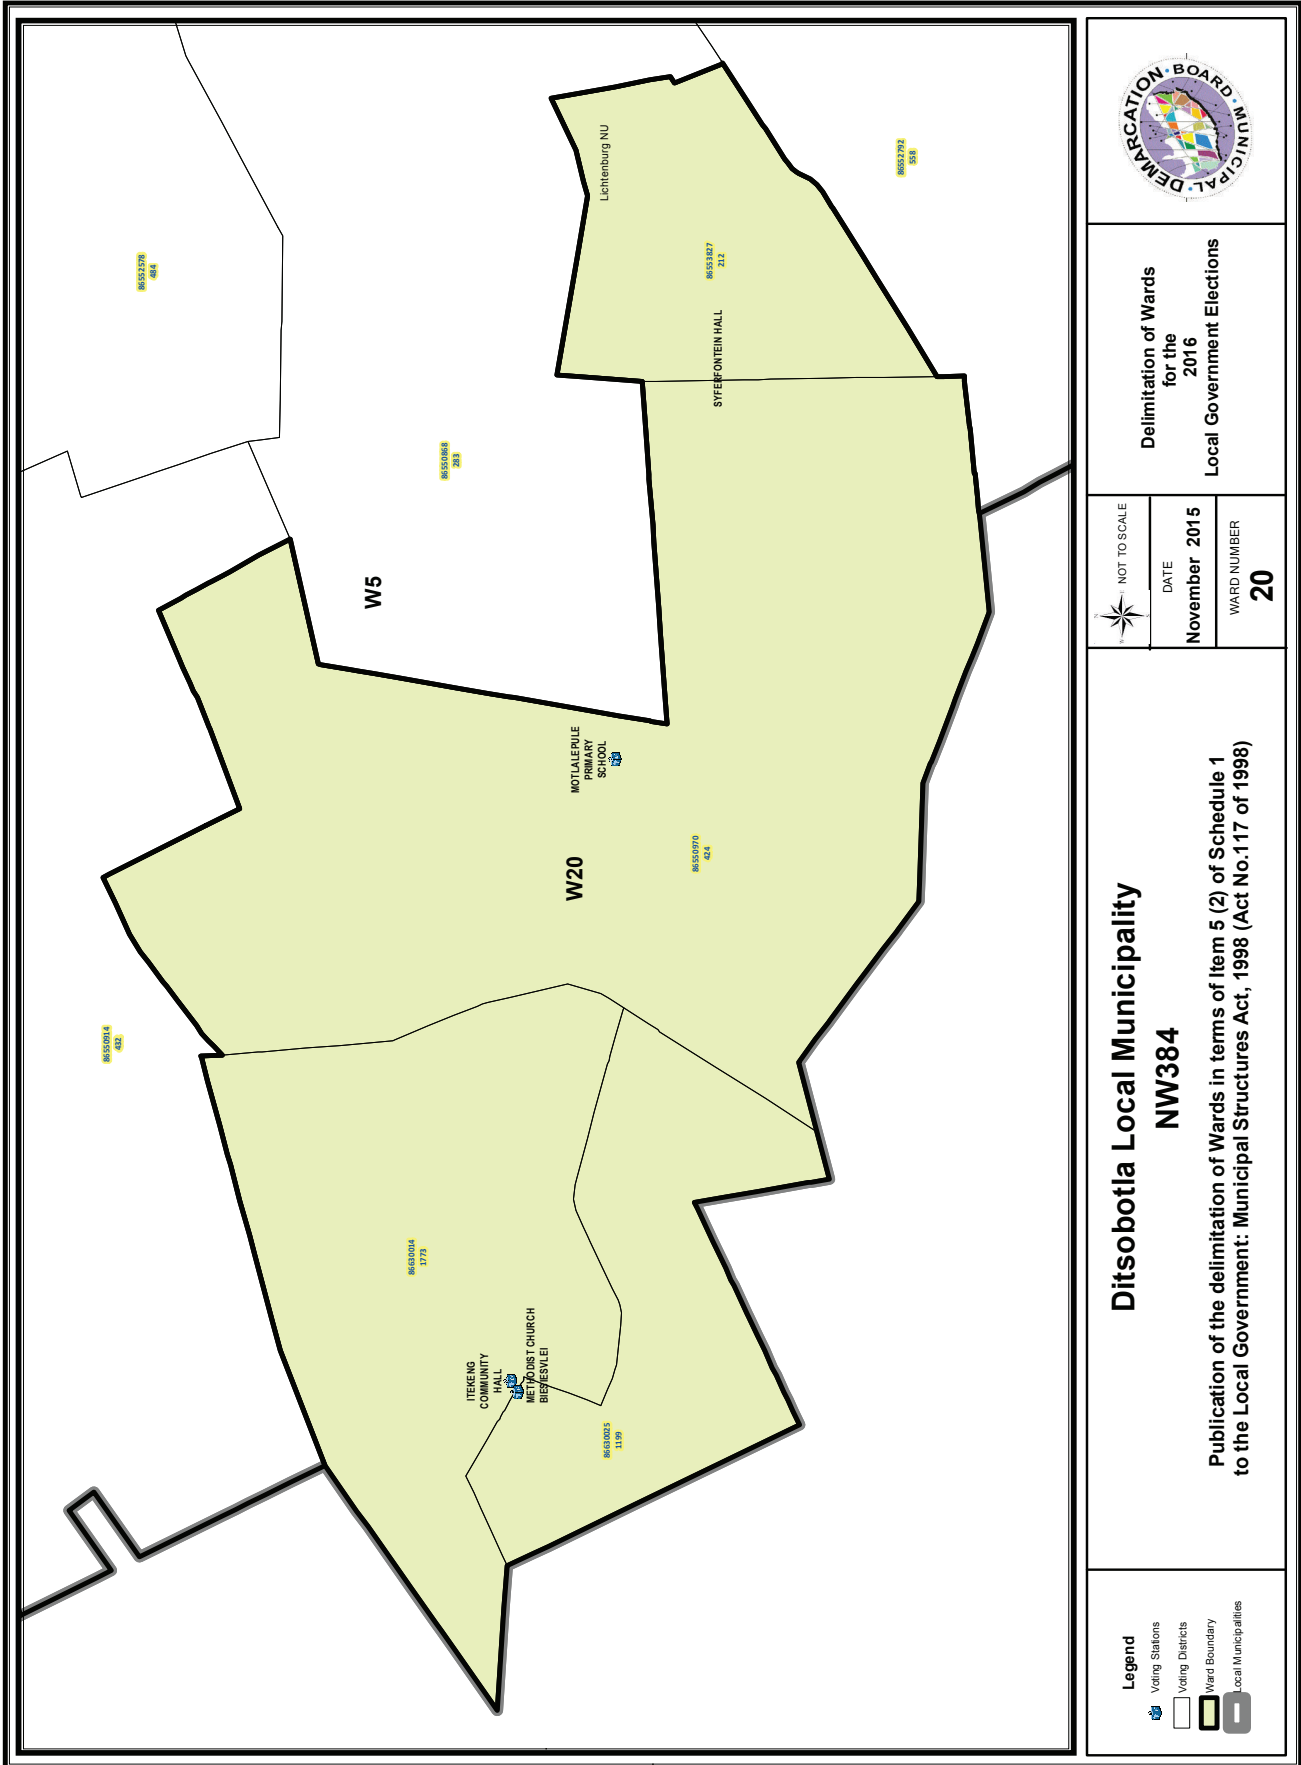 86552578
484
86550868
283
W5
86550914
432
Lichtenburg NU
86553827
212
SYFERFONTEIN HALL
86552792
558
MOTLALEPULE
PRIMARY
SCHOOL
W20
86550970
424
86630014
1773
ITEKENG
COMMUNITY
HALL
METHODIST CHURCH
BIESIESVLEI
86630025
1199
Legend
Voting Stations
Voting Districts
Ward Boundary
Local Municipalities
Ditsobotla Local Municipality
NW384
Publication of the delimitation of Wards in terms of Item 5 (2) of Schedule 1
to the Local Government: Municipal Structures Act, 1998 (Act No.117 of 1998)
NOT TO SCALE
DATE
November 2015
WARD NUMBER
20
Delimitation of Wards
for the
2016
Local Government Elections
MUNICIPAL DEMARCATION BOARD